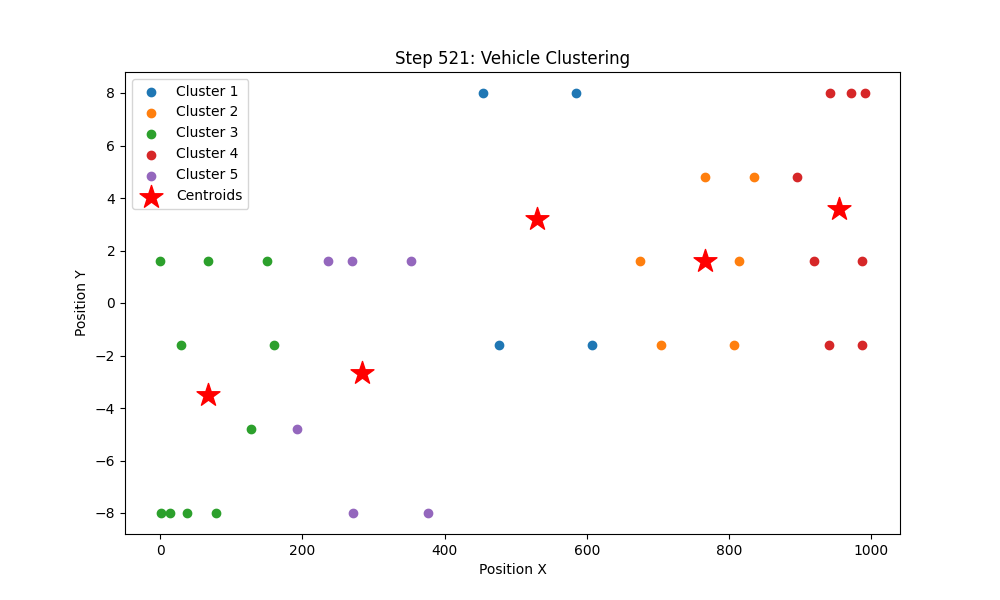 Step 521: Vehicle Clustering
Cluster 1
Cluster 2
Cluster 3
Cluster 4
Cluster 5
Centroids
Position Y
8
6
4
2
0
−2
−4
−6
−8
0 200 400 600 800 1000
Position X